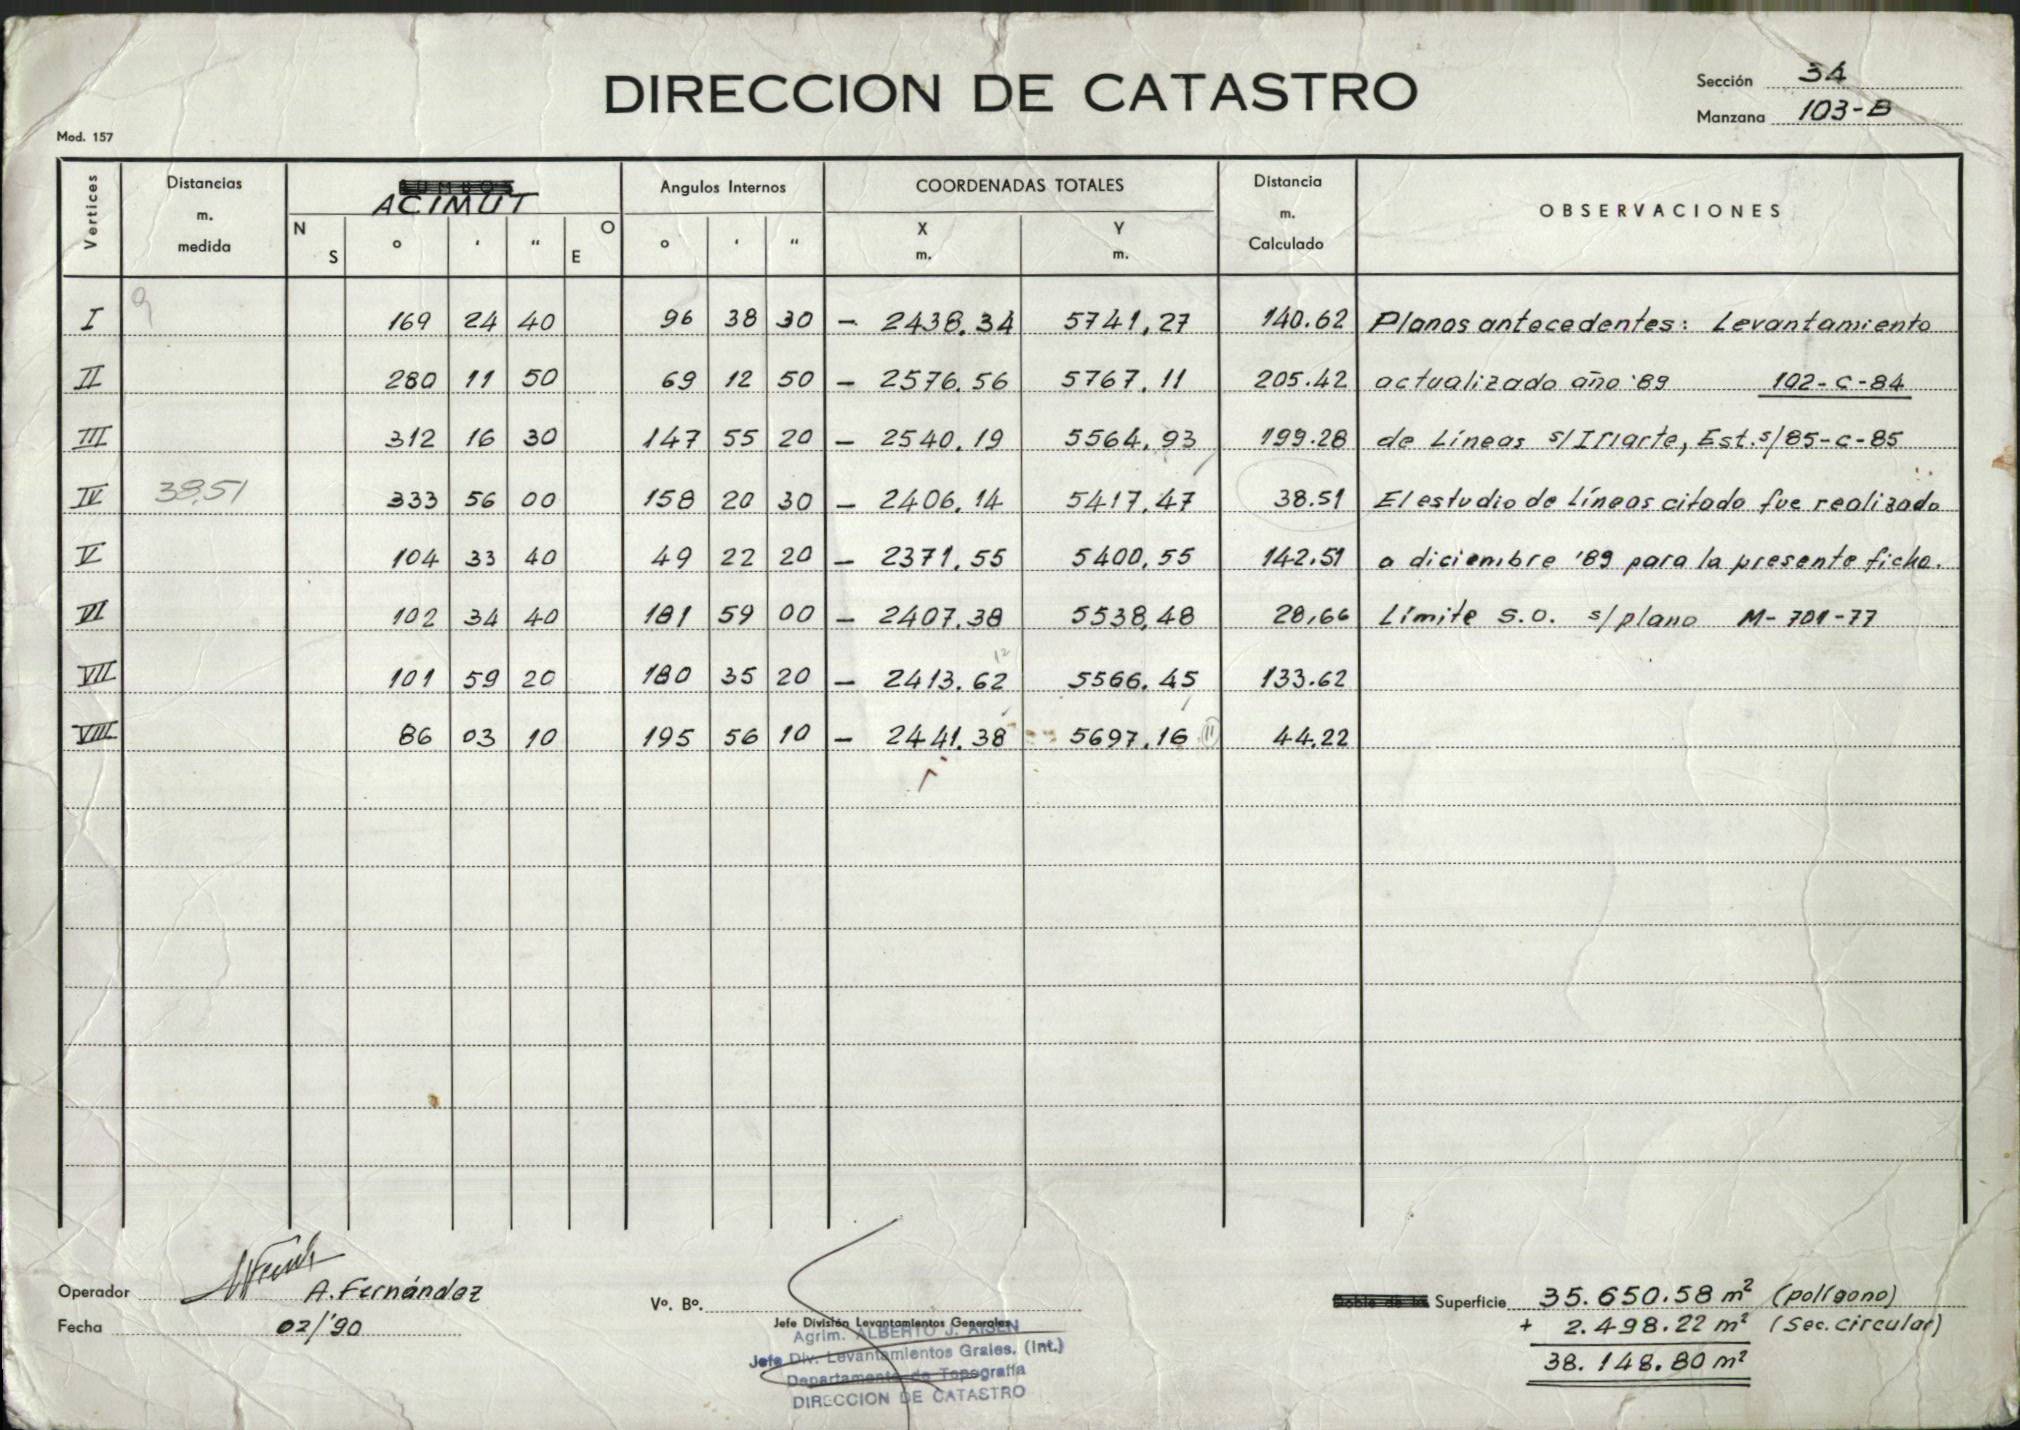 DIRECCION DE CATASTRO
Sección 34
Manzana 103-B
Mod. 157
Vertices Distancias m. medida ACIMUT Angulos Internos COORDENADAS TOTALES Distancia m. Calculado OBSERVACIONES
N S ° ' " E O ° ' " X m. Y m.
I 169 24 40 96 38 30 - 2438.34 5741,27 140.62 Planos antecedentes: Levantamiento
II 280 11 50 69 12 50 - 2576.56 5767.11 205.42 actualizado año '89 102-C-84
III 312 16 30 147 55 20 - 2540.19 5564,93 199.28 de Líneas s/Iriarte, Est.s/85-C-85
IV 38,51 333 56 00 158 20 30 - 2406.14 5417.47 38.51 El estudio de líneas citado fue realizado
V 104 33 40 49 22 20 - 2371.55 5400,55 142.51 a diciembre '89 para la presente ficha.
VI 102 34 40 181 59 00 - 2407.38 5538,48 28,66 Límite S.O. s/plano M-701-77
12
VII 101 59 20 180 35 20 - 2413.62 5566.45 133.62
VIII 86 03 10 195 56 10 - 2441.38 5697,16 11 44,22
Operador A. Fernández
Fecha 02/'90
Vº. Bº.
Jefe División Levantamientos Generales
Agrim. ALBERTO J. AISEN
Jefe Div. Levantamientos Grales. (Int.)
Departamento de Topografía
DIRECCION DE CATASTRO
Doble de la Superficie 35.650.58 m² (polígono)
+ 2.498.22 m² (Sec. circular)
38.148.80 m²